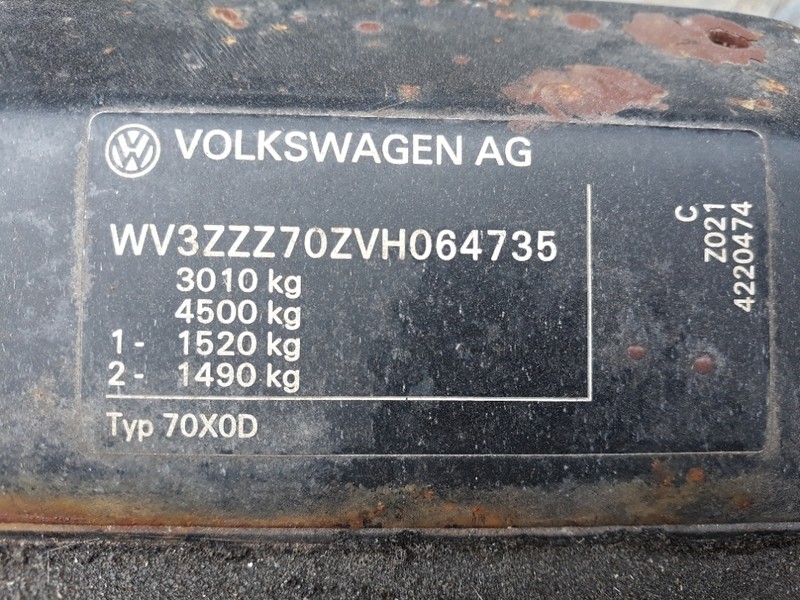 VOLKSWAGEN AG
WV3ZZZ70ZVH064735
3010 kg
4500 kg
1- 1520 kg
2- 1490 kg
Typ 70X0D
C
Z021
4220474